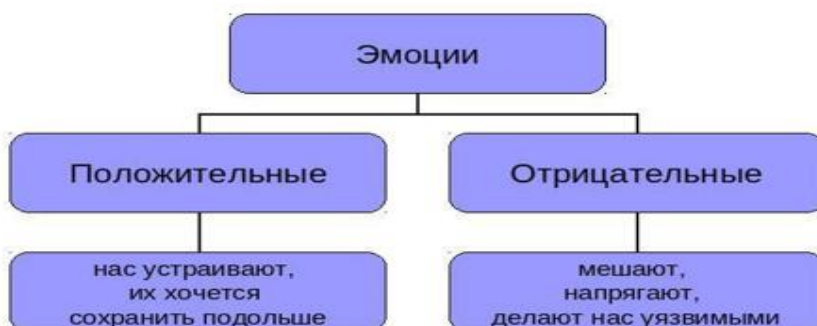 Эмоции
Положительные
Отрицательные
нас устраивают,
их хочется
сохранить подольше
мешают,
напрягают,
делают нас уязвимыми